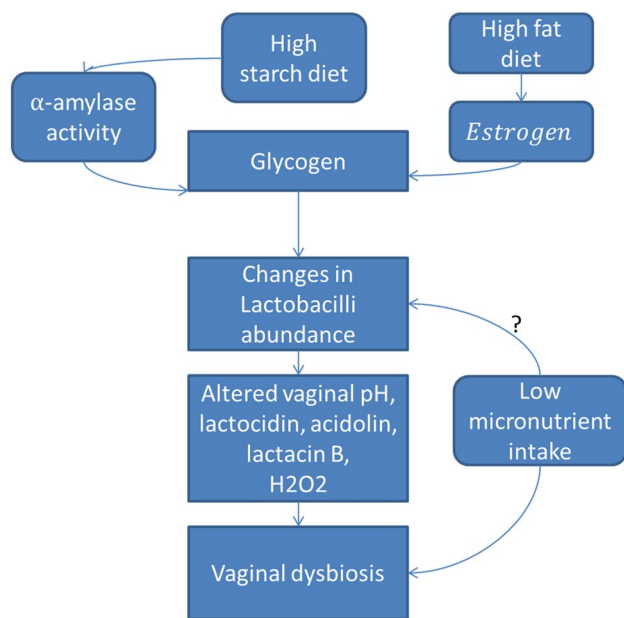 High
starch diet
High fat
diet
α-amylase
activity
Estrogen
Glycogen
Changes in
Lactobacilli
abundance
?
Altered vaginal pH,
lactocidin, acidolin,
lactacin B,
H2O2
Low
micronutrient
intake
Vaginal dysbiosis